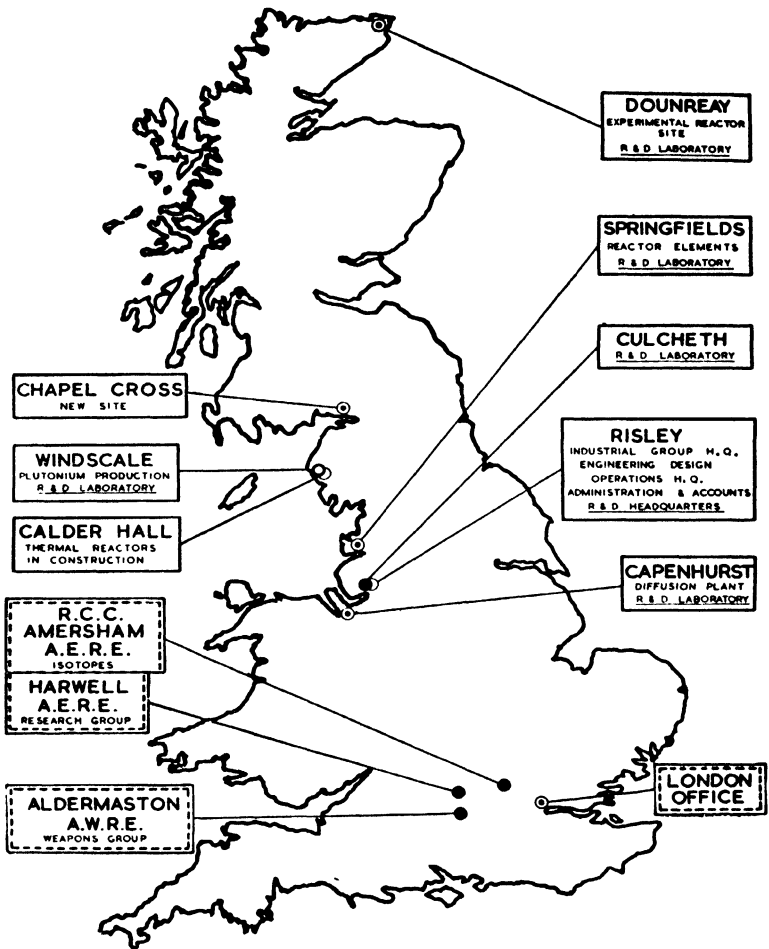 DOUNREAY
EXPERIMENTAL REACTOR
SITE
R & D LABORATORY
SPRINGFIELDS
REACTOR ELEMENTS
R & D LABORATORY
CULCHETH
R & D LABORATORY
CHAPEL CROSS
NEW SITE
RISLEY
INDUSTRIAL GROUP H.Q.
ENGINEERING DESIGN
OPERATIONS H.Q.
ADMINISTRATION & ACCOUNTS
R & D HEADQUARTERS
WINDSCALE
PLUTONIUM PRODUCTION
R & D LABORATORY
CALDER HALL
THERMAL REACTORS
IN CONSTRUCTION
CAPENHURST
DIFFUSION PLANT
R & D. LABORATORY
R.C.C.
AMERSHAM
A.E.R.E.
ISOTOPES
HARWELL
A.E.R.E.
RESEARCH GROUP
ALDERMASTON
A.W.R.E.
WEAPONS GROUP
LONDON
OFFICE